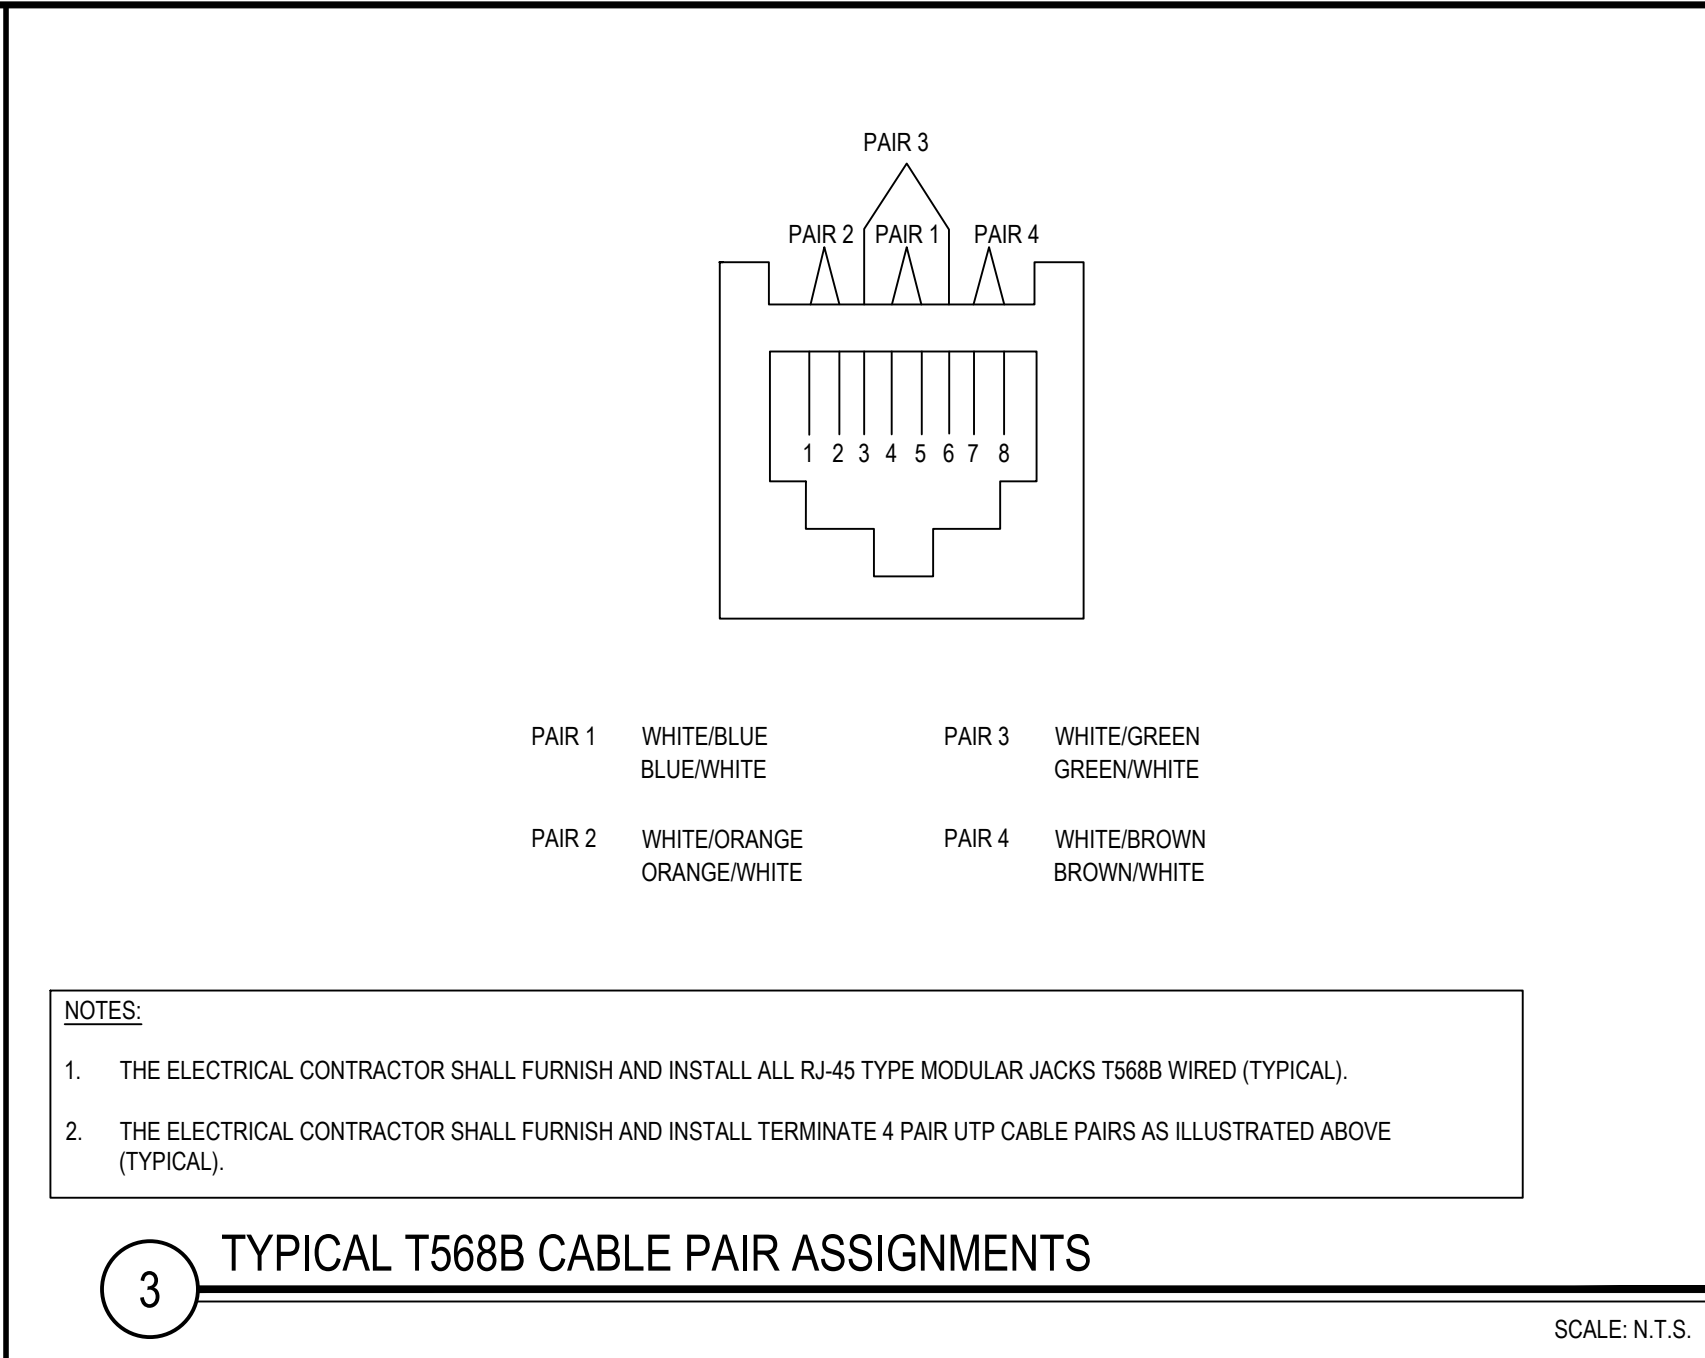 PAIR 3
PAIR 2 PAIR 1 PAIR 4
1 2 3 4 5 6 7 8
PAIR 1 WHITE/BLUE PAIR 3 WHITE/GREEN
BLUE/WHITE GREEN/WHITE
PAIR 2 WHITE/ORANGE PAIR 4 WHITE/BROWN
ORANGE/WHITE BROWN/WHITE
NOTES:
1. THE ELECTRICAL CONTRACTOR SHALL FURNISH AND INSTALL ALL RJ-45 TYPE MODULAR JACKS T568B WIRED (TYPICAL).
2. THE ELECTRICAL CONTRACTOR SHALL FURNISH AND INSTALL TERMINATE 4 PAIR UTP CABLE PAIRS AS ILLUSTRATED ABOVE
(TYPICAL).
3 TYPICAL T568B CABLE PAIR ASSIGNMENTS
SCALE: N.T.S.